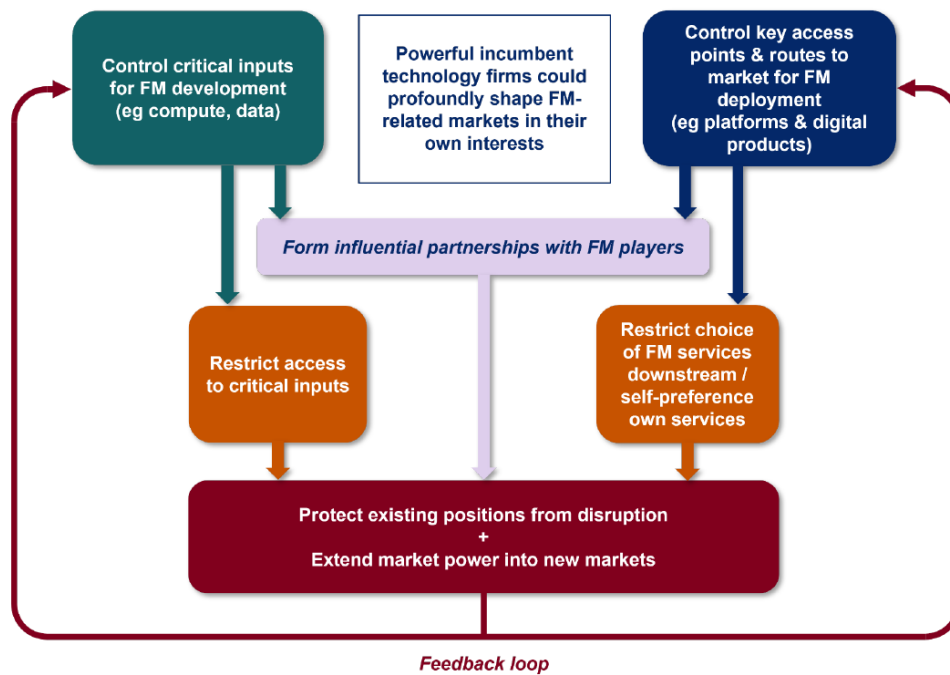 Control critical inputs
for FM development
(eg compute, data)
Powerful incumbent
technology firms could
profoundly shape FM-
related markets in their
own interests
Control key access
points & routes to
market for FM
deployment
(eg platforms & digital
products)
Form influential partnerships with FM players
Restrict access
to critical inputs
Restrict choice
of FM services
downstream /
self-preference
own services
Protect existing positions from disruption
+
Extend market power into new markets
Feedback loop